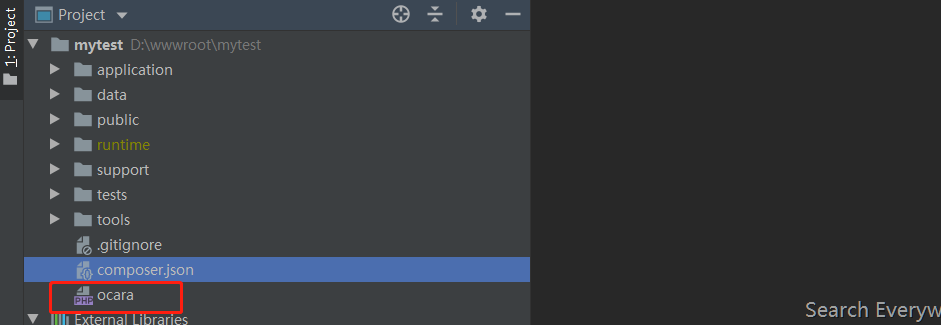 1: Project
Project
mytest D:\wwwroot\mytest
application
data
public
runtime
support
tests
tools
.gitignore
composer.json
PHP ocara
External Libraries
Search Everyw